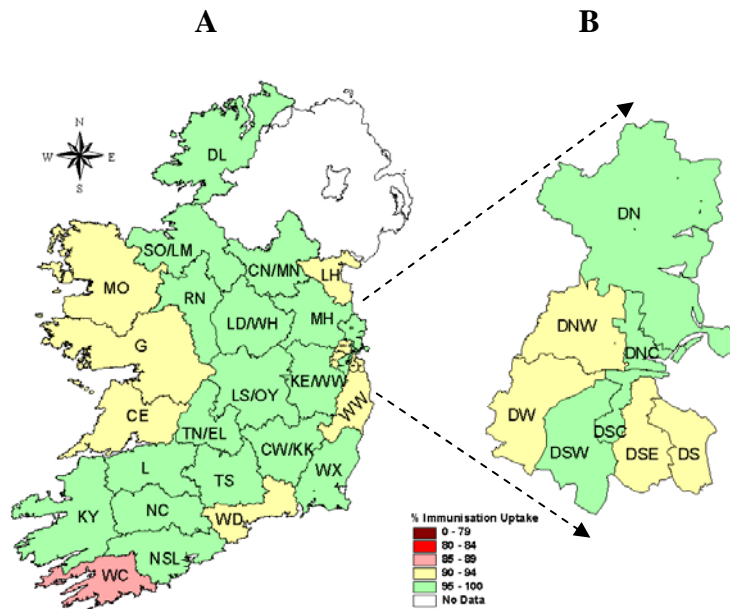 A
B
N
W E
S
DL
SO/LM
CN/MN
LH
MO
RN
LD/WH
MH
G
KE/WW
LS/OY
WW
CE
TN/EL
CW/KK
WX
L
TS
KY
NC
WD
NSL
WC
DN
DNW
DNC
DW
DSC
DSW
DSE
DS
% Immunisation Uptake
0 - 79
80 - 84
85 - 89
90 - 94
95 - 100
No Data